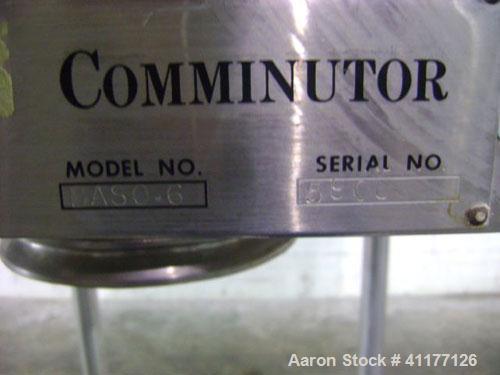 COMMINUTOR
MODEL NO. SERIAL NO.
Aaron Stock # 41177126